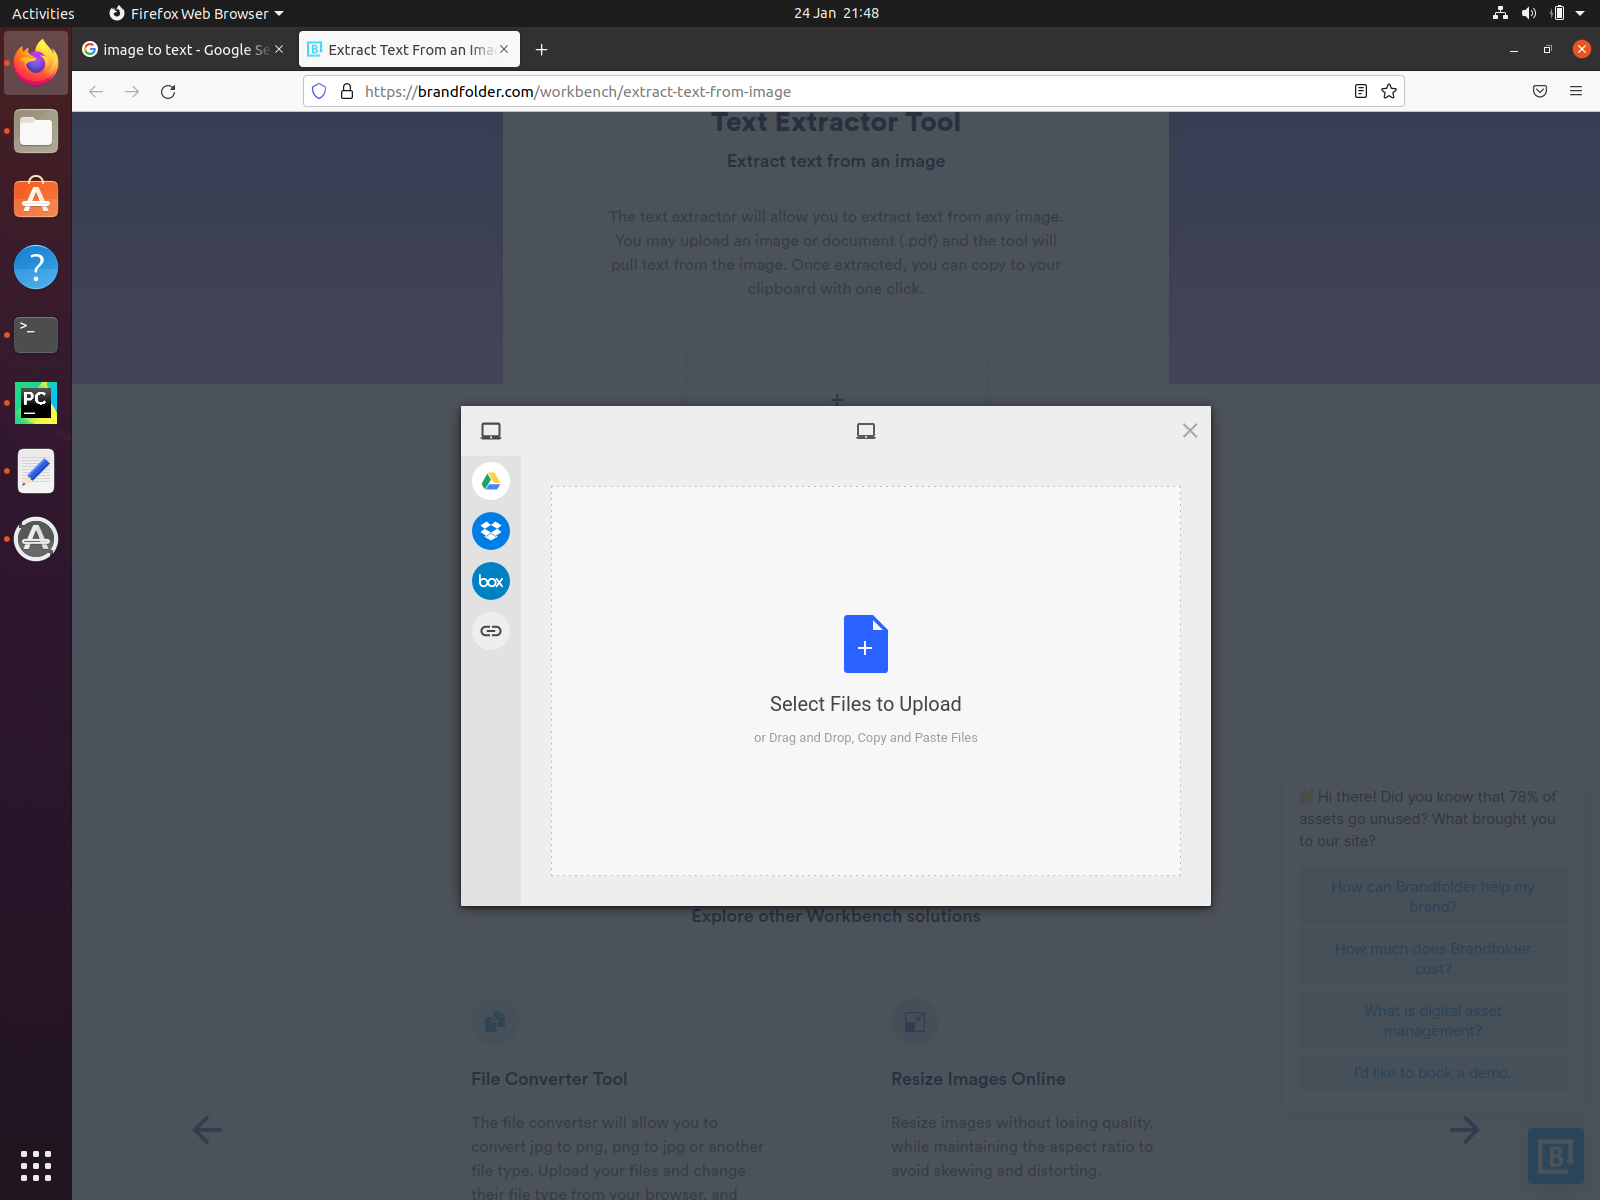 Activities
Firefox Web Browser
24 Jan 21:48
image to text - Google Se
Extract Text From an Ima
https://brandfolder.com/workbench/extract-text-from-image
>_
PC
Text Extractor Tool
Extract text from an image
The text extractor will allow you to extract text from any image.
You may upload an image or document (.pdf) and the tool will
pull text from the image. Once extracted, you can copy to your
clipboard with one click.
+
box
Select Files to Upload
or Drag and Drop, Copy and Paste Files
👋 Hi there! Did you know that 78% of
assets go unused? What brought you
to our site?
How can Brandfolder help my
brand?
How much does Brandfolder
cost?
What is digital asset
management?
I'd like to book a demo.
Explore other Workbench solutions
File Converter Tool
The file converter will allow you to
convert jpg to png, png to jpg or another
file type. Upload your files and change
their file type from your browser, and
Resize Images Online
Resize images without losing quality,
while maintaining the aspect ratio to
avoid skewing and distorting.
B